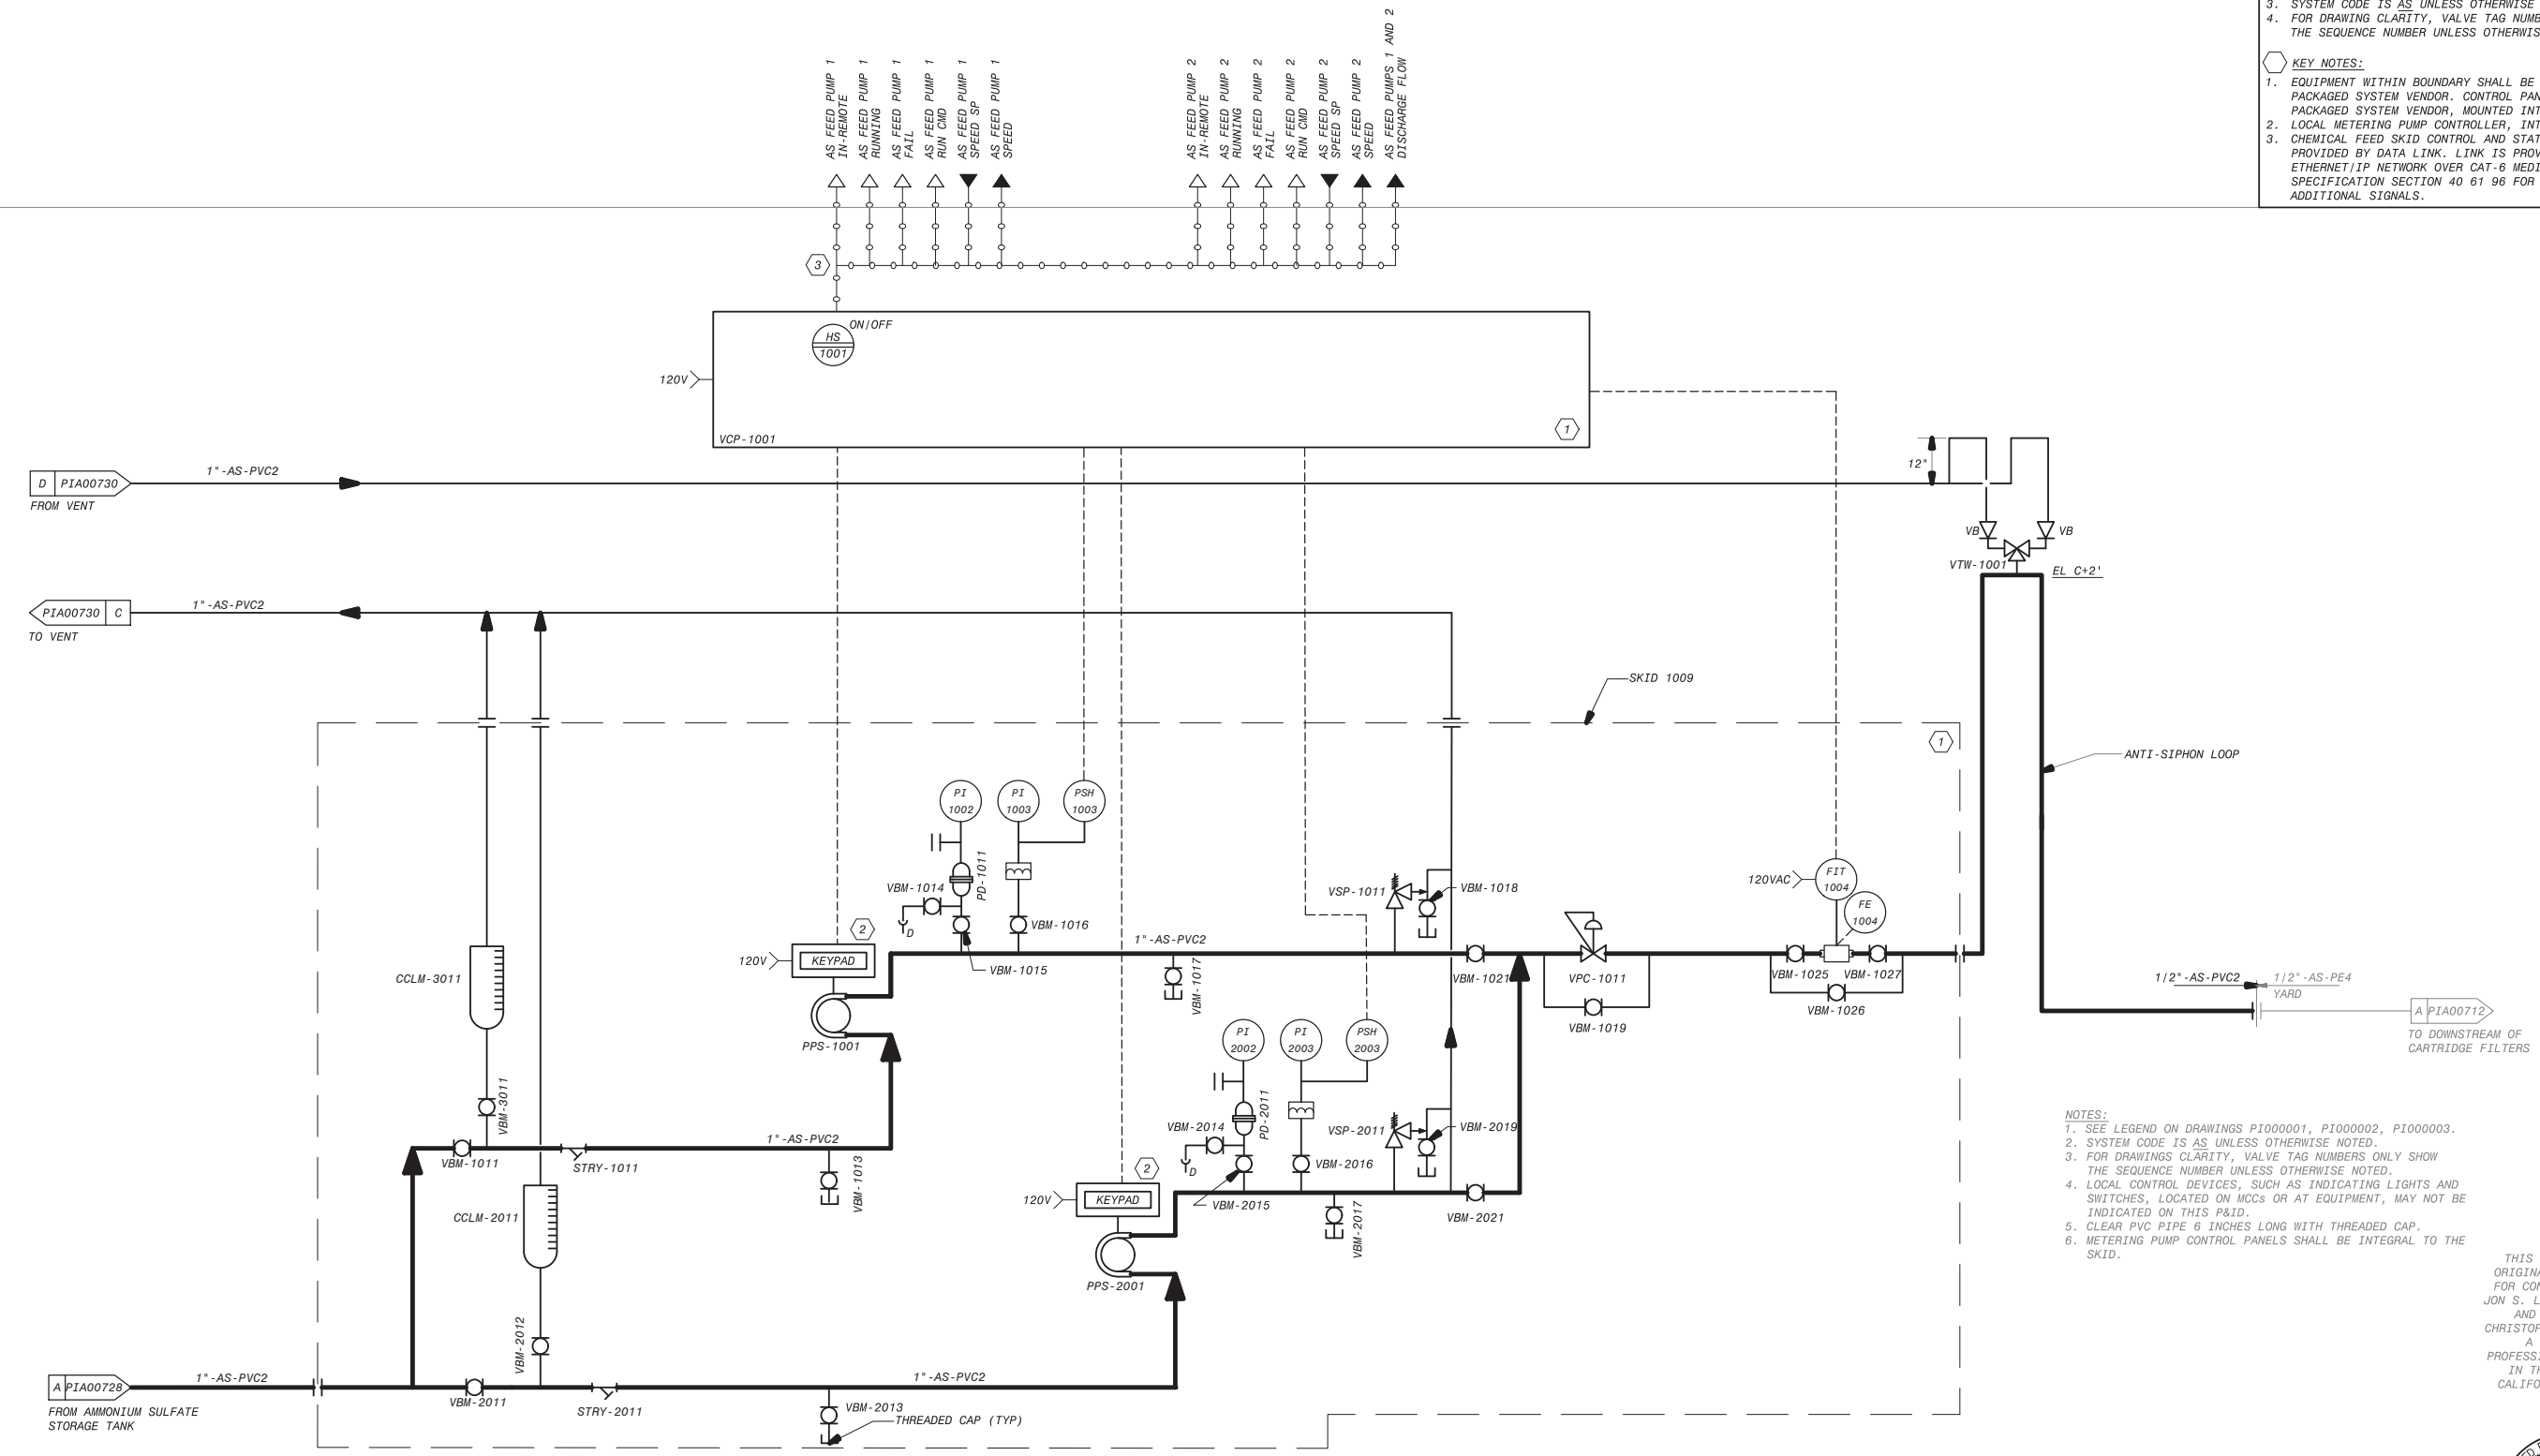 3. SYSTEM CODE IS AS UNLESS OTHERWISE
4. FOR DRAWING CLARITY, VALVE TAG NUMB
THE SEQUENCE NUMBER UNLESS OTHERWIS
KEY NOTES:
1. EQUIPMENT WITHIN BOUNDARY SHALL BE
PACKAGED SYSTEM VENDOR. CONTROL PAN
PACKAGED SYSTEM VENDOR, MOUNTED INT
2. LOCAL METERING PUMP CONTROLLER, INT
3. CHEMICAL FEED SKID CONTROL AND STAT
PROVIDED BY DATA LINK. LINK IS PROV
ETHERNET/IP NETWORK OVER CAT-6 MEDI
SPECIFICATION SECTION 40 61 96 FOR
ADDITIONAL SIGNALS.
AS FEED PUMP 1
IN-REMOTE
AS FEED PUMP 1
RUNNING
AS FEED PUMP 1
FAIL
AS FEED PUMP 1
RUN CMD
AS FEED PUMP 1
SPEED SP
AS FEED PUMP 1
SPEED
AS FEED PUMP 2
IN-REMOTE
AS FEED PUMP 2
RUNNING
AS FEED PUMP 2
FAIL
AS FEED PUMP 2
RUN CMD
AS FEED PUMP 2
SPEED SP
AS FEED PUMP 2
SPEED
AS FEED PUMPS 1 AND 2
DISCHARGE FLOW
3
HS
1001
ON/OFF
120V
VCP-1001
1
D PIA00730
FROM VENT
1"-AS-PVC2
12"
VB
VB
VTW-1001
EL C+2'
PIA00730 C
TO VENT
1"-AS-PVC2
SKID 1009
1
ANTI-SIPHON LOOP
PI
1002
PI
1003
PSH
1003
PD-1011
VBM-1014
D
VBM-1015
VBM-1016
1"-AS-PVC2
VBM-1017
VSP-1011
VBM-1018
VBM-1021
VPC-1011
VBM-1019
120VAC
FIT
1004
FE
1004
VBM-1025
VBM-1027
VBM-1026
2
120V
KEYPAD
PPS-1001
CCLM-3011
VBM-3011
1/2"-AS-PVC2
1/2"-AS-PE4
YARD
A PIA00712
TO DOWNSTREAM OF
CARTRIDGE FILTERS
PI
2002
PI
2003
PSH
2003
PD-2011
VBM-2014
D
VBM-2015
VBM-2016
VBM-2017
VSP-2011
VBM-2019
VBM-2021
VBM-1011
STRY-1011
1"-AS-PVC2
VBM-1013
2
120V
KEYPAD
PPS-2001
CCLM-2011
VBM-2012
A PIA00728
FROM AMMONIUM SULFATE
STORAGE TANK
1"-AS-PVC2
VBM-2011
STRY-2011
1"-AS-PVC2
VBM-2013
THREADED CAP (TYP)
NOTES:
1. SEE LEGEND ON DRAWINGS PI000001, PI000002, PI000003.
2. SYSTEM CODE IS AS UNLESS OTHERWISE NOTED.
3. FOR DRAWINGS CLARITY, VALVE TAG NUMBERS ONLY SHOW
THE SEQUENCE NUMBER UNLESS OTHERWISE NOTED.
4. LOCAL CONTROL DEVICES, SUCH AS INDICATING LIGHTS AND
SWITCHES, LOCATED ON MCCs OR AT EQUIPMENT, MAY NOT BE
INDICATED ON THIS P&ID.
5. CLEAR PVC PIPE 6 INCHES LONG WITH THREADED CAP.
6. METERING PUMP CONTROL PANELS SHALL BE INTEGRAL TO THE
SKID.
THIS
ORIGINA
FOR CON
JON S. L
AND
CHRISTOP
A
PROFESSI
IN TH
CALIFO